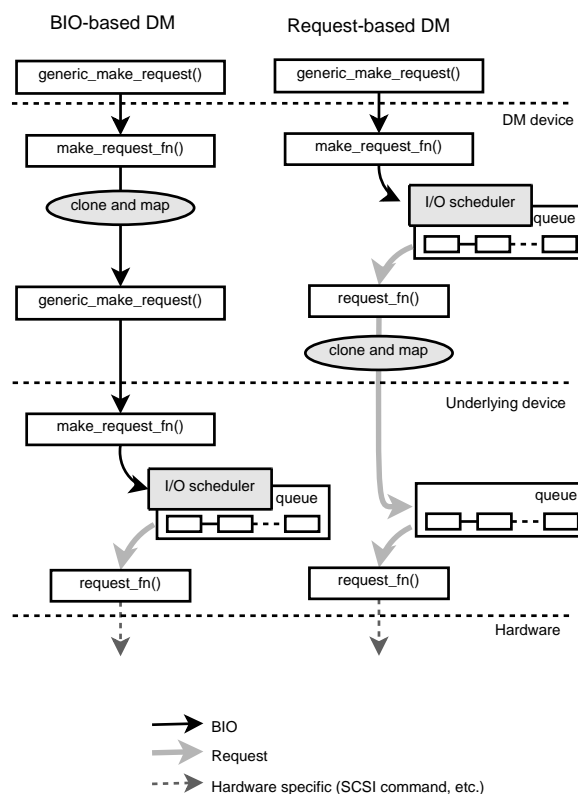 BIO-based DM
Request-based DM
generic_make_request()
generic_make_request()
DM device
make_request_fn()
make_request_fn()
clone and map
I/O scheduler
queue
generic_make_request()
request_fn()
clone and map
Underlying device
make_request_fn()
I/O scheduler
queue
queue
request_fn()
request_fn()
Hardware
BIO
Request
Hardware specific (SCSI command, etc.)